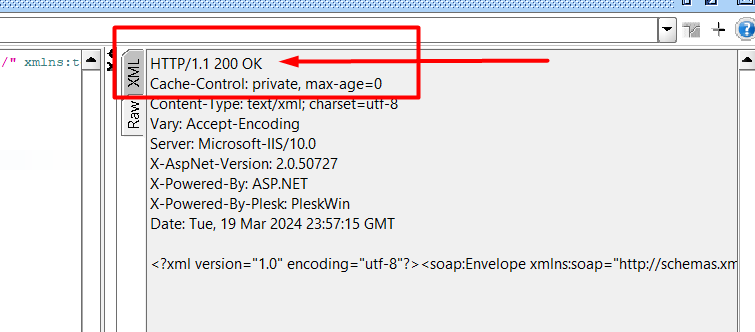 /" xmlns:t
XML
Raw
HTTP/1.1 200 OK
Cache-Control: private, max-age=0
Content-Type: text/xml; charset=utf-8
Vary: Accept-Encoding
Server: Microsoft-IIS/10.0
X-AspNet-Version: 2.0.50727
X-Powered-By: ASP.NET
X-Powered-By-Plesk: PleskWin
Date: Tue, 19 Mar 2024 23:57:15 GMT
<?xml version="1.0" encoding="utf-8"?><soap:Envelope xmlns:soap="http://schemas.xm